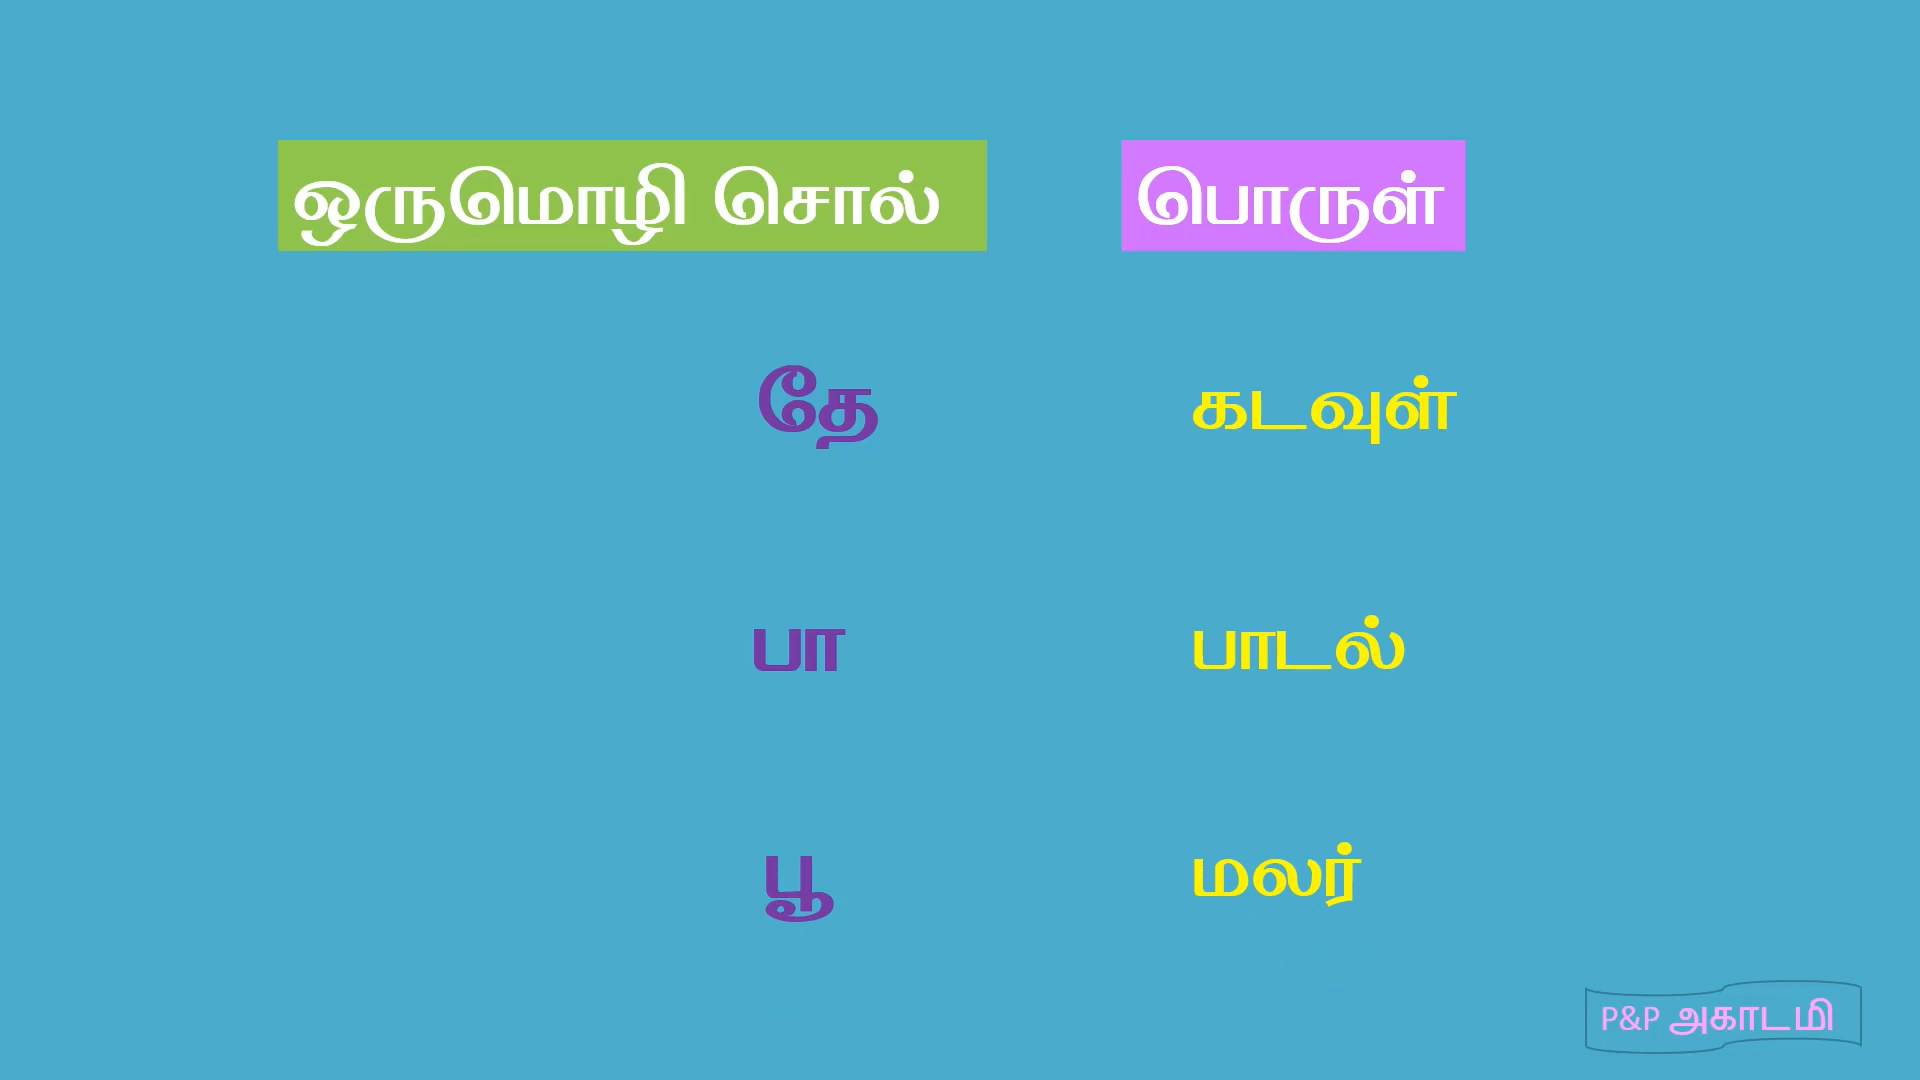 ஒருமொழி சொல் பொருள்
தே கடவுள்
பா பாடல்
பூ மலர்
P&P அகாடமி